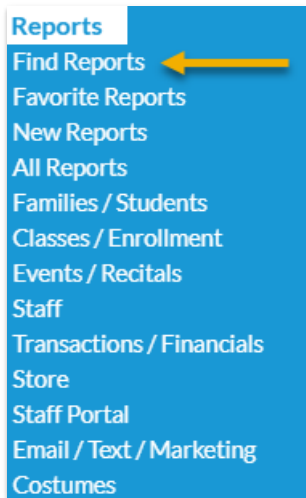 Reports
Find Reports
Favorite Reports
New Reports
All Reports
Families / Students
Classes / Enrollment
Events / Recitals
Staff
Transactions / Financials
Store
Staff Portal
Email / Text / Marketing
Costumes